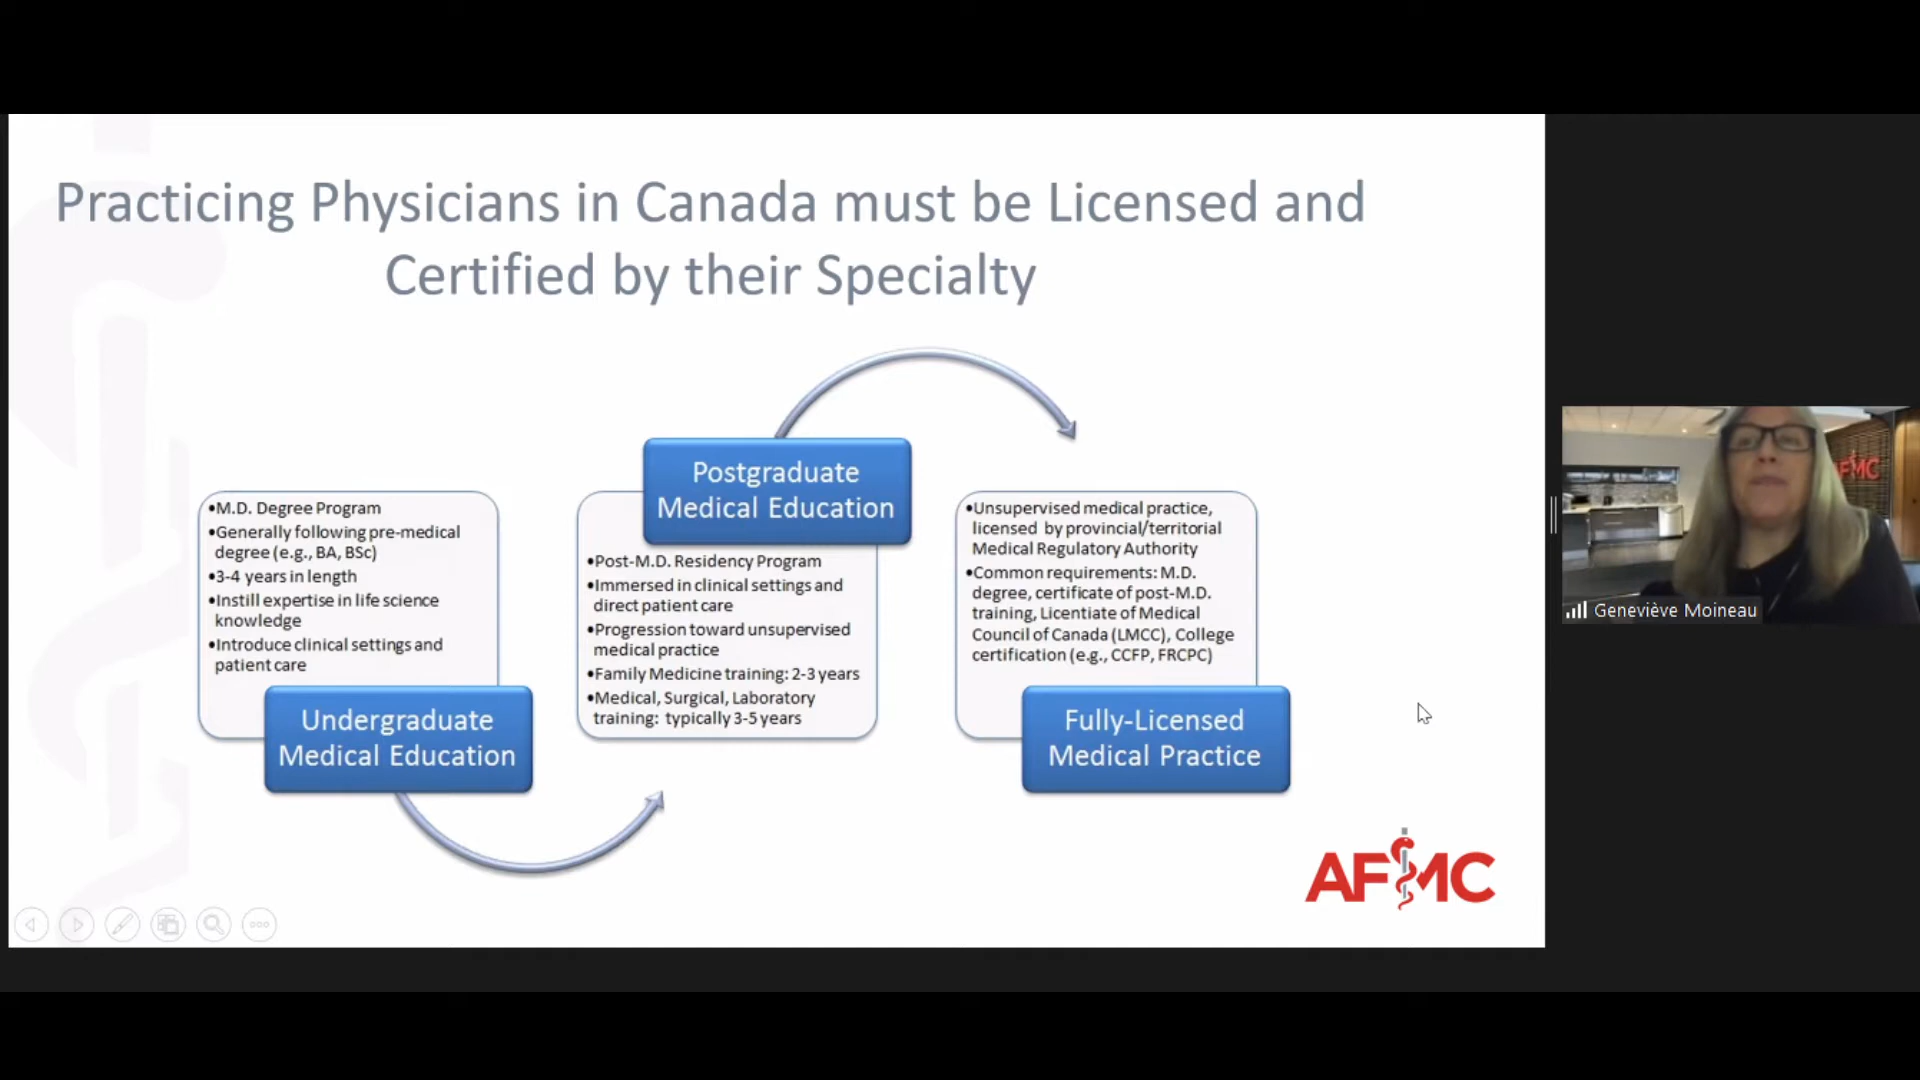 Practicing Physicians in Canada must be Licensed and
Certified by their Specialty
•M.D. Degree Program
•Generally following pre-medical
degree (e.g., BA, BSc)
•3-4 years in length
•Instill expertise in life science
knowledge
•Introduce clinical settings and
patient care
Undergraduate
Medical Education
Postgraduate
Medical Education
•Post-M.D. Residency Program
•Immersed in clinical settings and
direct patient care
•Progression toward unsupervised
medical practice
•Family Medicine training: 2-3 years
•Medical, Surgical, Laboratory
training: typically 3-5 years
•Unsupervised medical practice,
licensed by provincial/territorial
Medical Regulatory Authority
•Common requirements: M.D.
degree, certificate of post-M.D.
training, Licentiate of Medical
Council of Canada (LMCC), College
certification (e.g., CCFP, FRCPC)
Fully-Licensed
Medical Practice
AFMC
AFMC
Geneviève Moineau